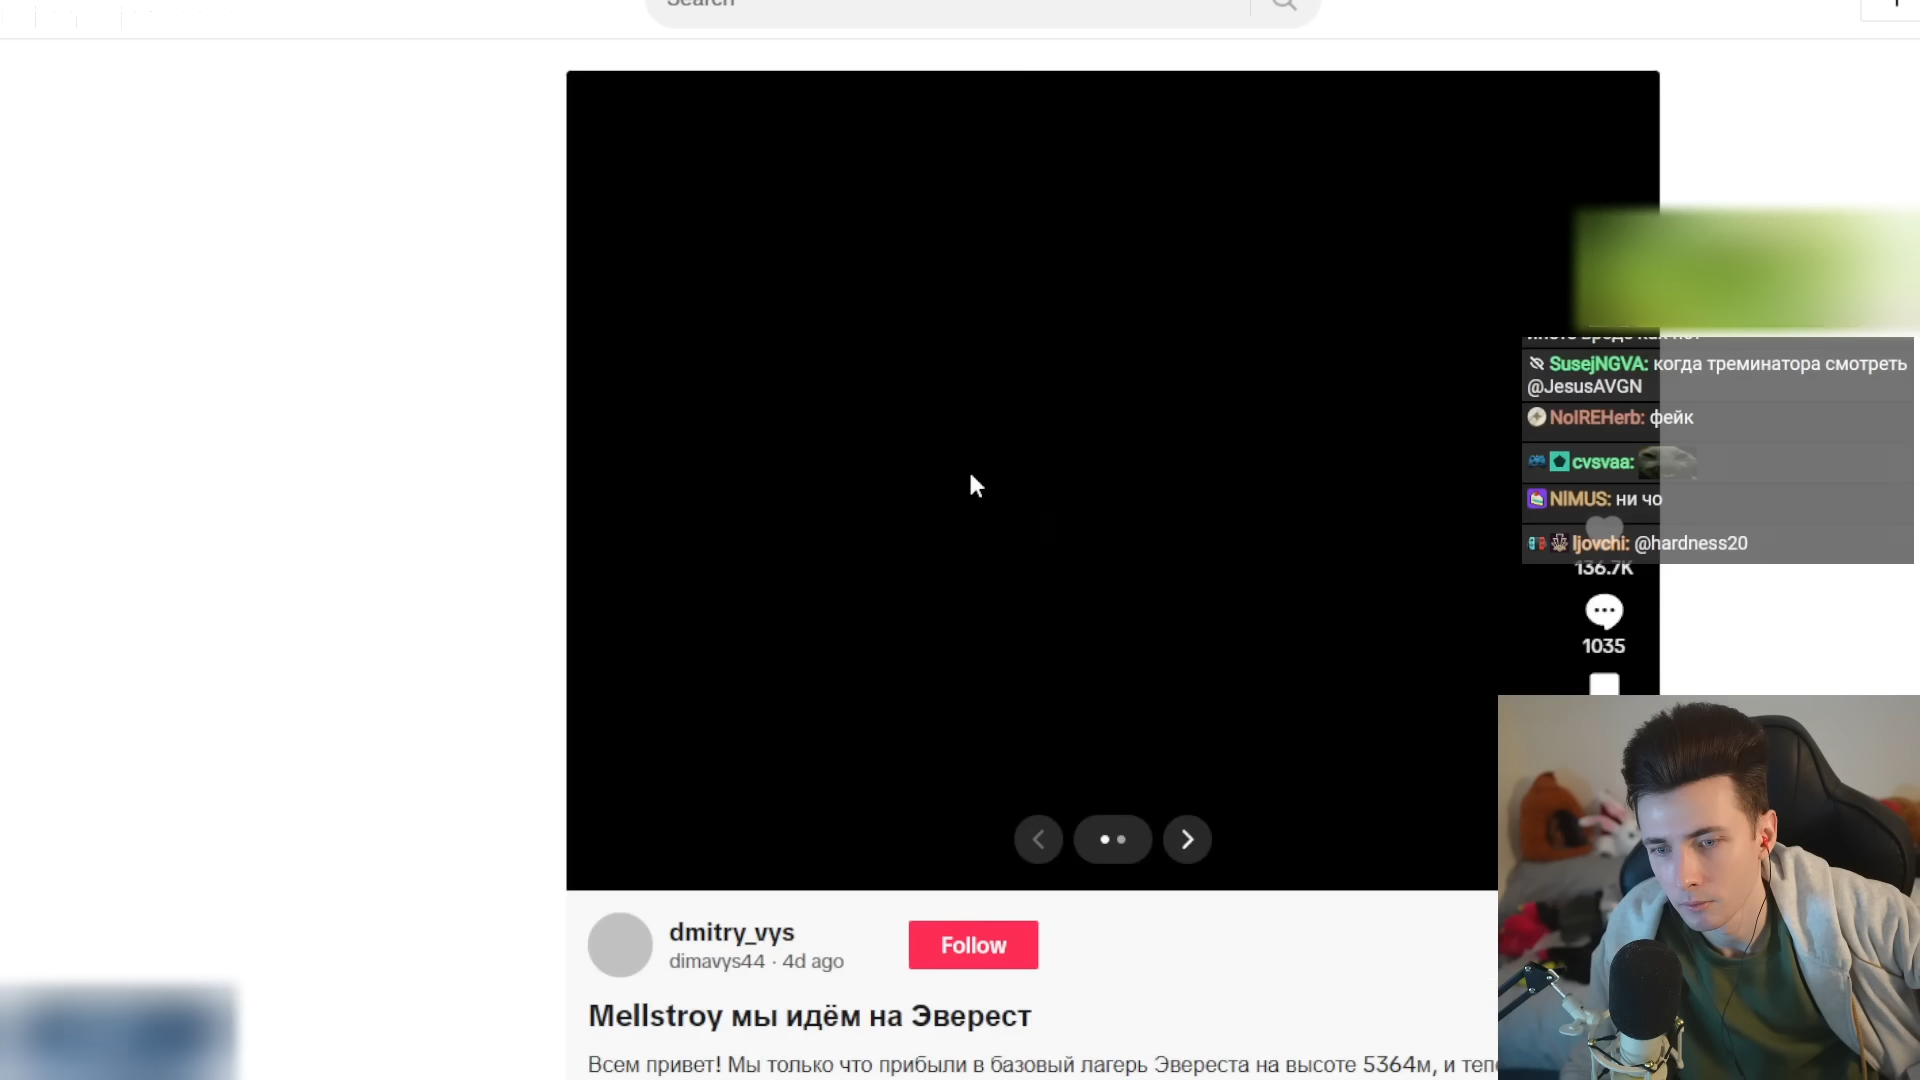 Search
SusejNGVA: когда треминатора смотреть
@JesusAVGN
NoIREHerb: фейк
cvsvaa:
NIMUS: ни чо
ljovchi: @hardness20
136.7K
1035
dmitry_vys
dimavys44 · 4d ago
Follow
Mellstroy мы идём на Эверест
Всем привет! Мы только что прибыли в базовый лагерь Эвереста на высоте 5364м, и